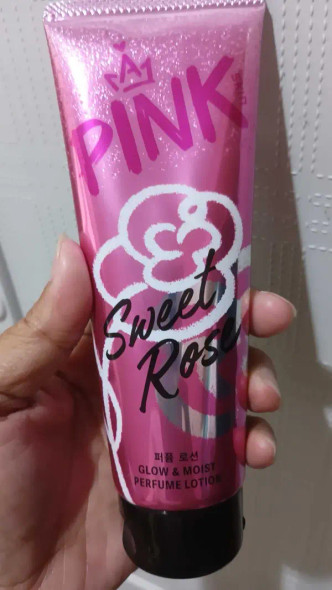 A
PINK
Sweet
Rose
퍼퓸 로션
GLOW & MOIST
PERFUME LOTION